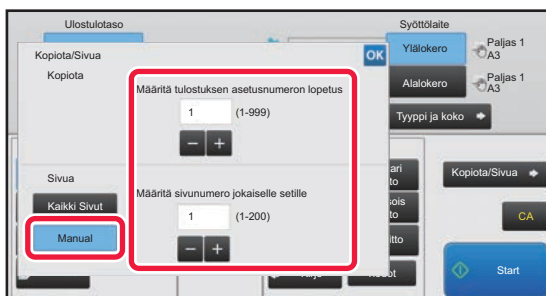 Ulostulotaso
Syöttölaite
Kopiota/Sivua
OK
Ylälokero
Paljas 1
A3
Kopiota
Määritä tulostuksen asetusnumeron lopetus
Alalokero
Paljas 1
A3
1
(1-999)
Tyyppi ja koko
Sivua
Määritä sivunumero jokaiselle setille
Kopiota/Sivua
Kaikki Sivut
1
(1-200)
CA
Manual
Start